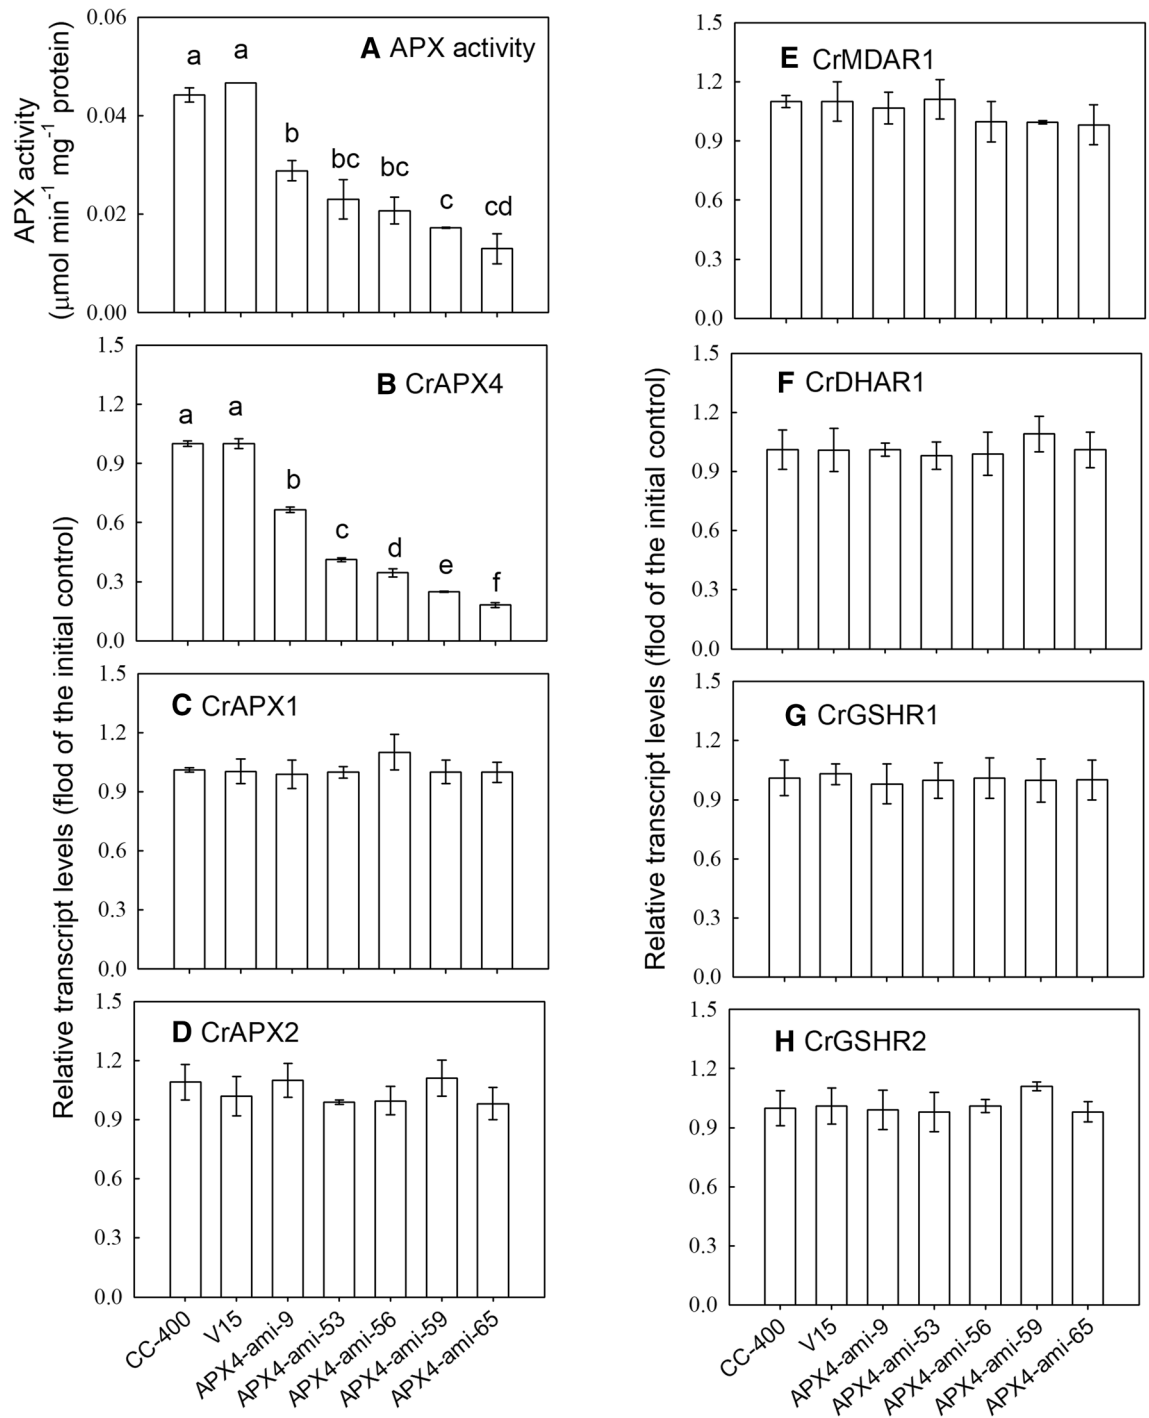 A APX activity
APX activity
(μmol min⁻¹ mg⁻¹ protein)
0.06
0.04
0.02
0.00
a
a
b
bc
bc
c
cd
B CrAPX4
1.5
1.2
0.9
0.6
0.3
0.0
a
a
b
c
d
e
f
Relative transcript levels (flod of the initial control)
C CrAPX1
1.5
1.2
0.9
0.6
0.3
0.0
D CrAPX2
1.5
1.2
0.9
0.6
0.3
0.0
CC-400
V15
APX4-ami-9
APX4-ami-53
APX4-ami-56
APX4-ami-59
APX4-ami-65
E CrMDAR1
1.5
1.2
0.9
0.6
0.3
0.0
Relative transcript levels (flod of the initial control)
F CrDHAR1
1.5
1.2
0.9
0.6
0.3
0.0
G CrGSHR1
1.5
1.2
0.9
0.6
0.3
0.0
H CrGSHR2
1.5
1.2
0.9
0.6
0.3
0.0
CC-400
V15
APX4-ami-9
APX4-ami-53
APX4-ami-56
APX4-ami-59
APX4-ami-65